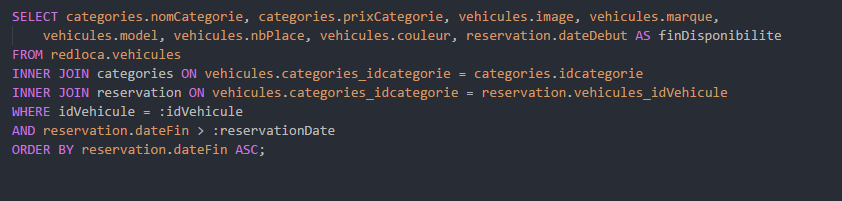 SELECT categories.nomCategorie, categories.prixCategorie, vehicules.image, vehicules.marque,
    vehicules.model, vehicules.nbPlace, vehicules.couleur, reservation.dateDebut AS finDisponibilite
FROM redloca.vehicules
INNER JOIN categories ON vehicules.categories_idcategorie = categories.idcategorie
INNER JOIN reservation ON vehicules.categories_idcategorie = reservation.vehicules_idVehicule
WHERE idVehicule = :idVehicule
AND reservation.dateFin > :reservationDate
ORDER BY reservation.dateFin ASC;